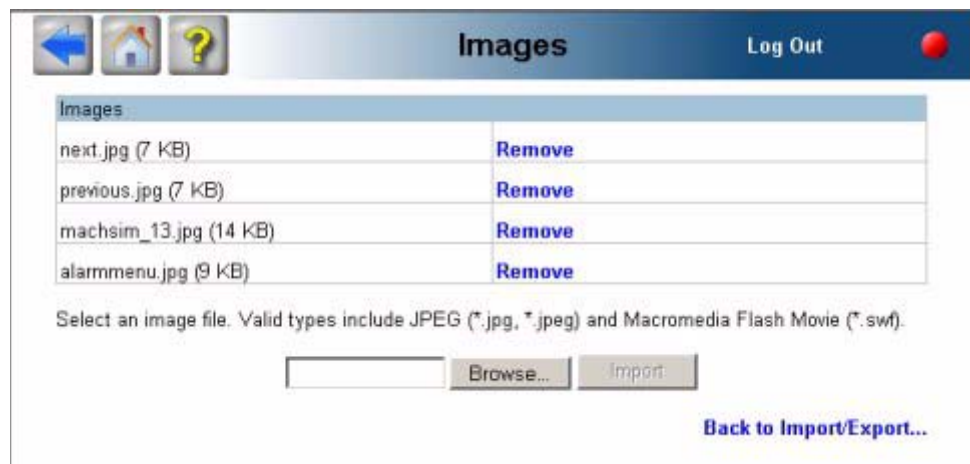 Images Log Out
Images
next.jpg (7 KB) Remove
previous.jpg (7 KB) Remove
machsim_13.jpg (14 KB) Remove
alarmmenu.jpg (9 KB) Remove
Select an image file. Valid types include JPEG (*.jpg, *.jpeg) and Macromedia Flash Movie (*.swf).
Browse... Import
Back to Import/Export...